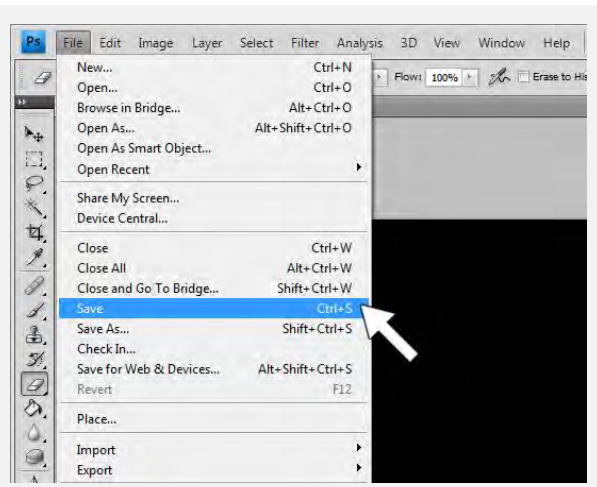 Ps File Edit Image Layer Select Filter Analysis 3D View Window Help
Flow: 100% Erase to His
New... Ctrl+N
Open... Ctrl+O
Browse in Bridge... Alt+Ctrl+O
Open As... Alt+Shift+Ctrl+O
Open As Smart Object...
Open Recent
Share My Screen...
Device Central...
Close Ctrl+W
Close All Alt+Ctrl+W
Close and Go To Bridge... Shift+Ctrl+W
Save Ctrl+S
Save As... Shift+Ctrl+S
Check In...
Save for Web & Devices... Alt+Shift+Ctrl+S
Revert F12
Place...
Import
Export